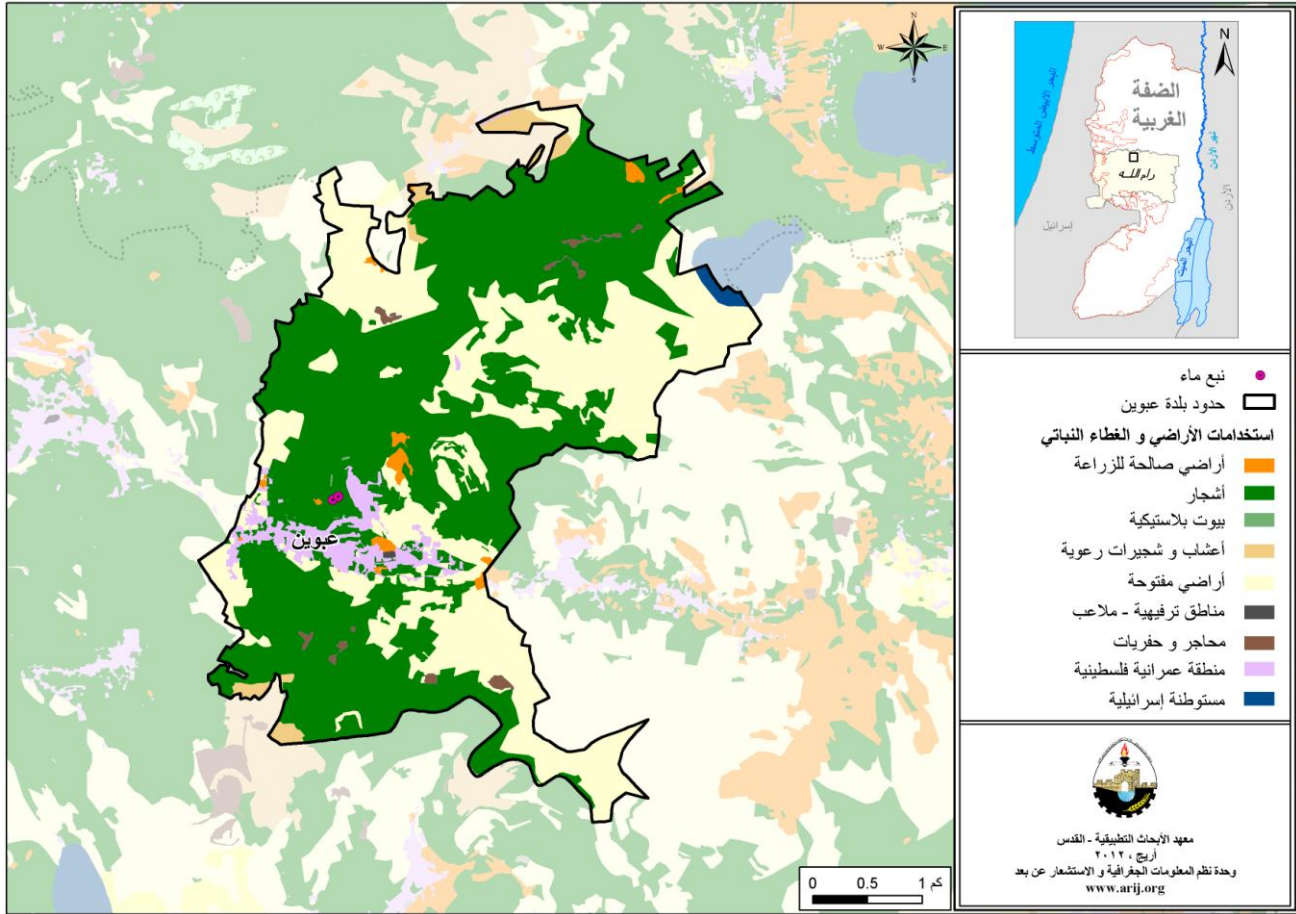 N
W
E
S
عبوين
0 0.5 1 كم
N
البحر الابيض المتوسط
الضفة
الغربية
رام اللـه
نهر الاردن
الأردن
إسرائيل
البحر الميت
نبع ماء
حدود بلدة عبوين
استخدامات الأراضي و الغطاء النباتي
أراضي صالحة للزراعة
أشجار
بيوت بلاستيكية
أعشاب و شجيرات رعوية
أراضي مفتوحة
مناطق ترفيهية - ملاعب
محاجر و حفريات
منطقة عمرانية فلسطينية
مستوطنة إسرائيلية
معهد الأبحاث التطبيقية - القدس
أريج ، ٢٠١٢
وحدة نظم المعلومات الجغرافية و الاستشعار عن بعد
www.arij.org